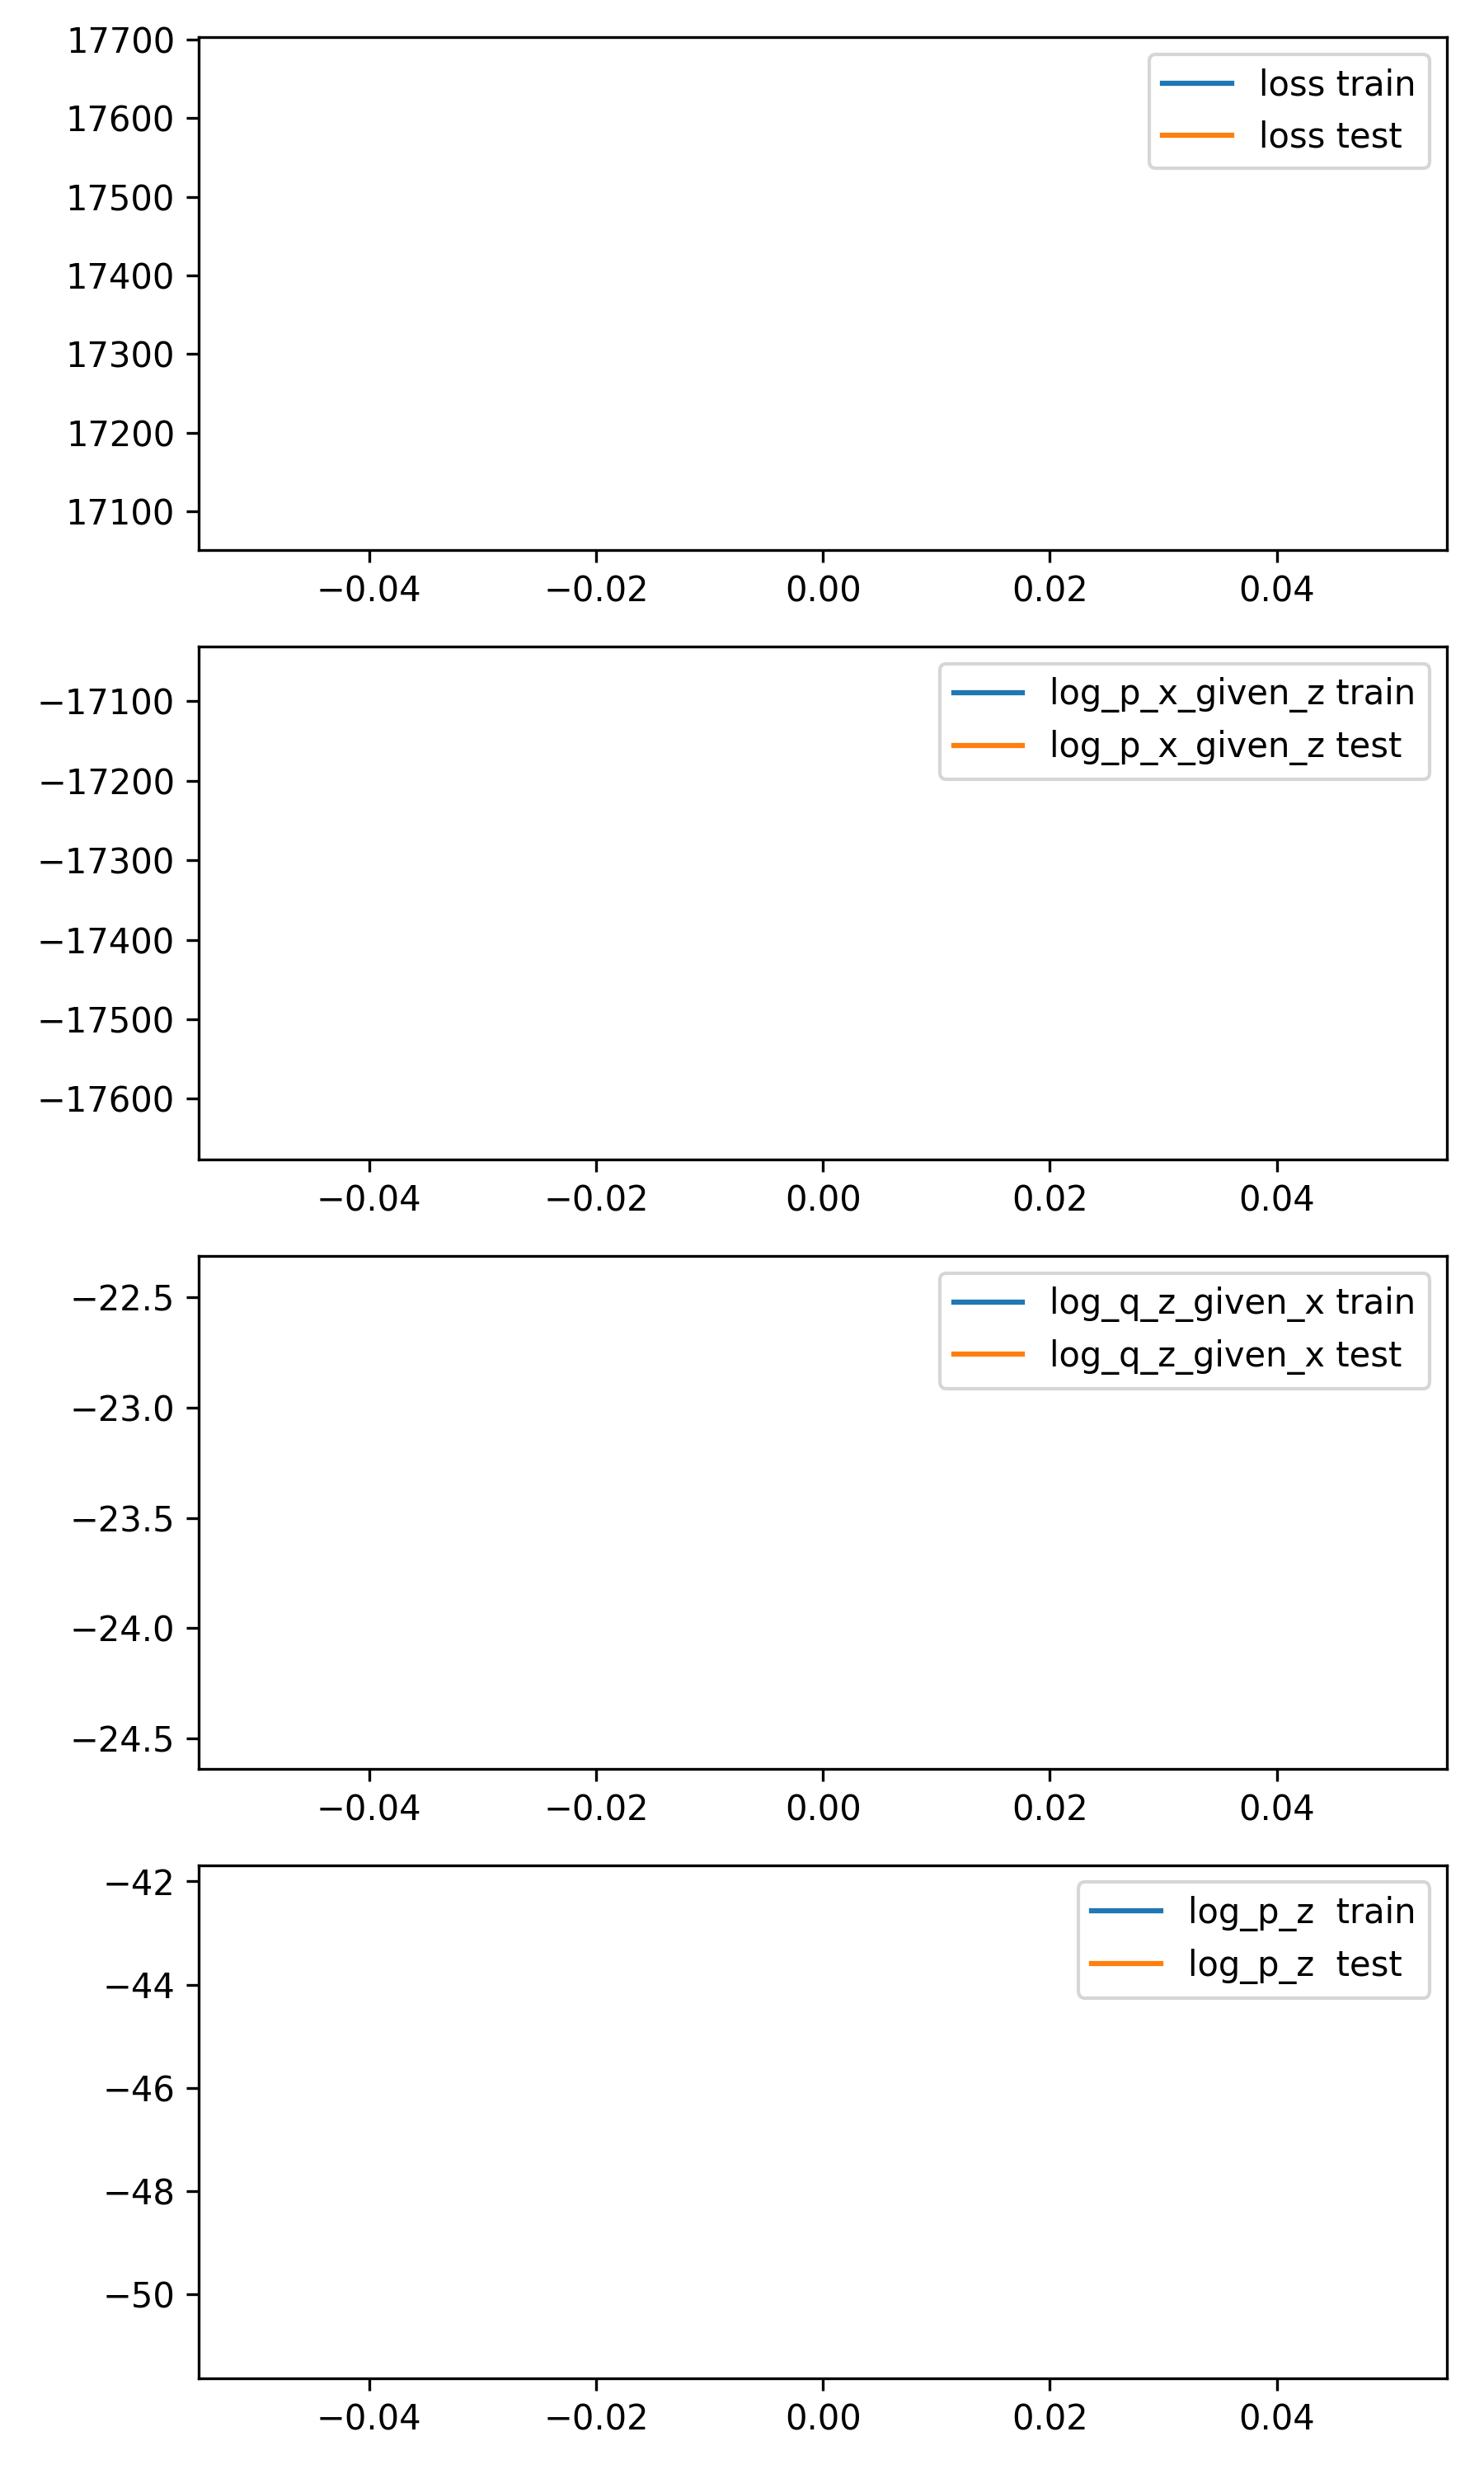 17700
17600
17500
17400
17300
17200
17100
loss train
loss test
−0.04 −0.02 0.00 0.02 0.04
−17100
−17200
−17300
−17400
−17500
−17600
log_p_x_given_z train
log_p_x_given_z test
−0.04 −0.02 0.00 0.02 0.04
−22.5
−23.0
−23.5
−24.0
−24.5
log_q_z_given_x train
log_q_z_given_x test
−0.04 −0.02 0.00 0.02 0.04
−42
−44
−46
−48
−50
log_p_z  train
log_p_z  test
−0.04 −0.02 0.00 0.02 0.04